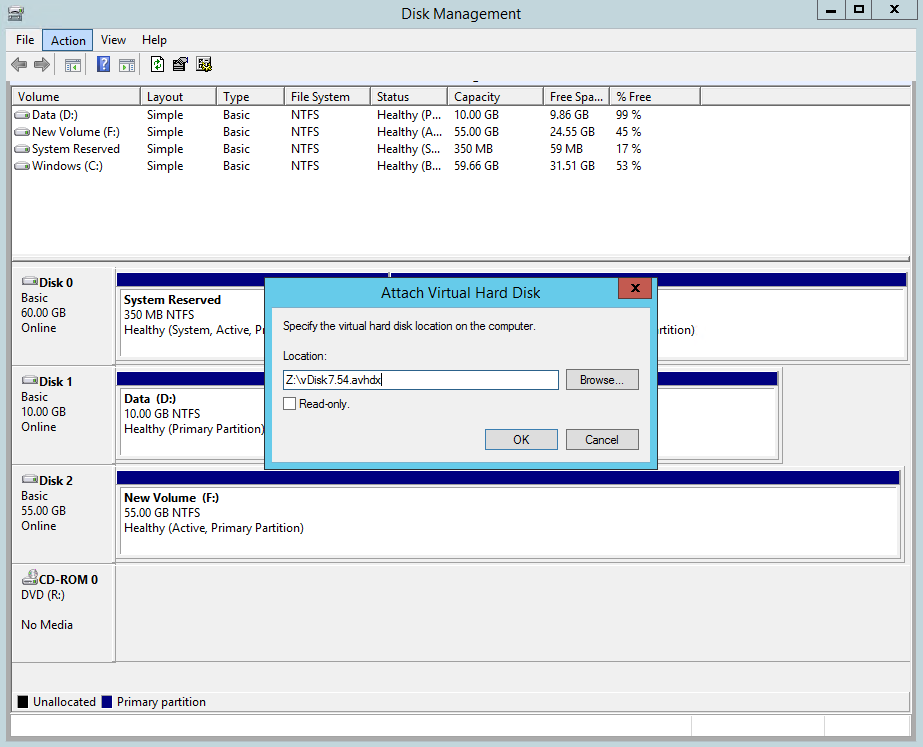 Disk Management
File Action View Help
Volume Layout Type File System Status Capacity Free Spa... % Free
Data (D:) Simple Basic NTFS Healthy (P... 10.00 GB 9.86 GB 99 %
New Volume (F:) Simple Basic NTFS Healthy (A... 55.00 GB 24.55 GB 45 %
System Reserved Simple Basic NTFS Healthy (S... 350 MB 59 MB 17 %
Windows (C:) Simple Basic NTFS Healthy (B... 59.66 GB 31.51 GB 53 %
Disk 0
Basic
60.00 GB
Online
System Reserved
350 MB NTFS
Healthy (System, Active, Pr
rtition)
Attach Virtual Hard Disk
Specify the virtual hard disk location on the computer.
Location:
Z:\vDisk7.54.avhdx
Browse...
Read-only.
OK Cancel
Disk 1
Basic
10.00 GB
Online
Data (D:)
10.00 GB NTFS
Healthy (Primary Partition)
Disk 2
Basic
55.00 GB
Online
New Volume (F:)
55.00 GB NTFS
Healthy (Active, Primary Partition)
CD-ROM 0
DVD (R:)
No Media
Unallocated Primary partition